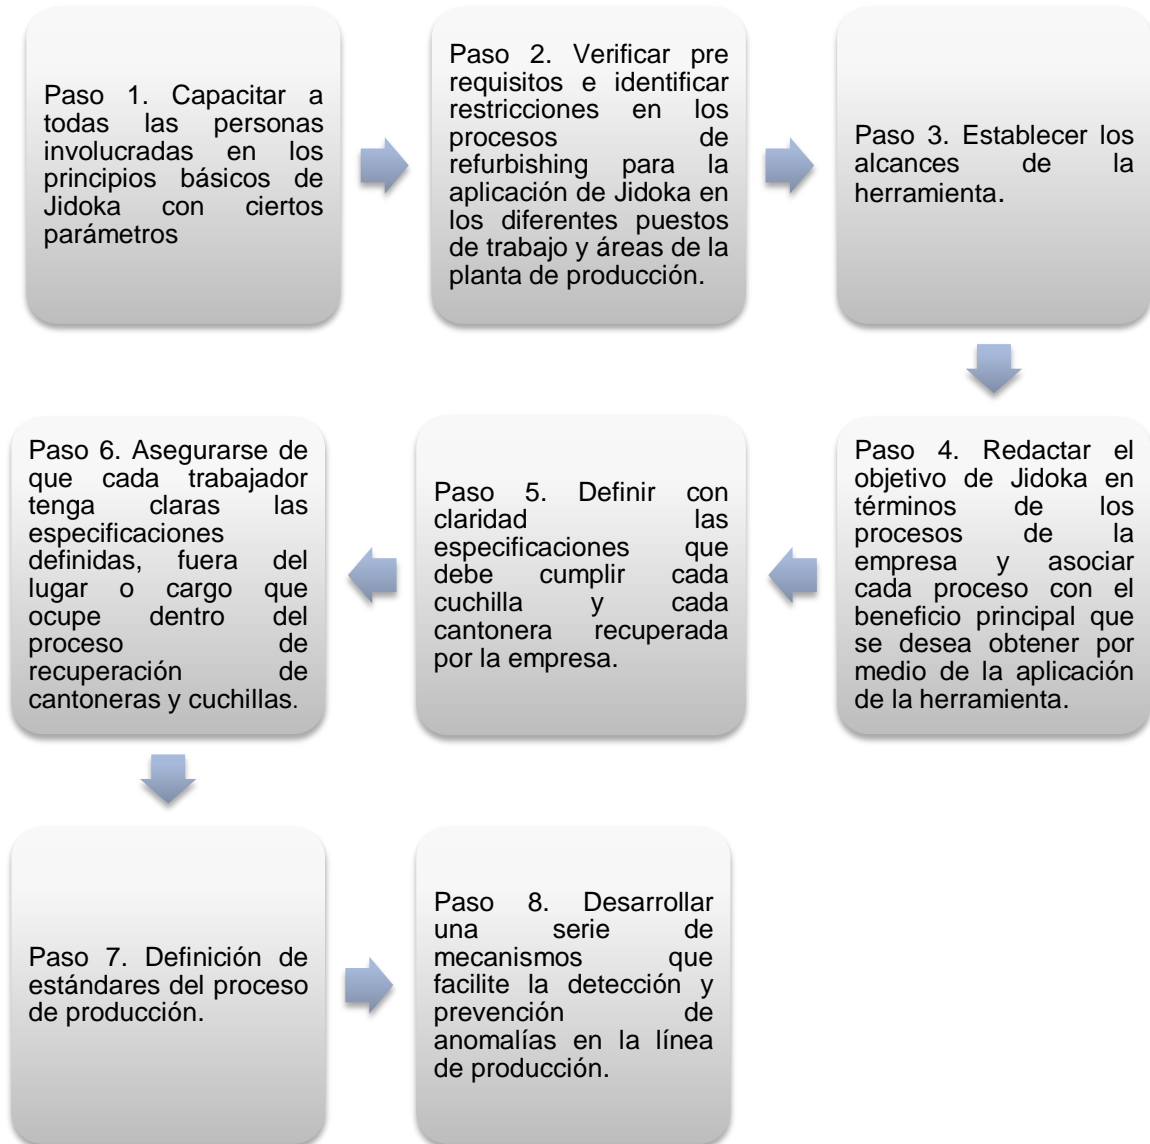 Paso 1. Capacitar a
todas las personas
involucradas en los
principios básicos de
Jidoka con ciertos
parámetros
Paso 2. Verificar pre
requisitos e identificar
restricciones en los
procesos de
refurbishing para la
aplicación de Jidoka en
los diferentes puestos
de trabajo y áreas de la
planta de producción.
Paso 3. Establecer los
alcances de la
herramienta.
Paso 4. Redactar el
objetivo de Jidoka en
términos de los
procesos de la
empresa y asociar
cada proceso con el
beneficio principal que
se desea obtener por
medio de la aplicación
de la herramienta.
Paso 5. Definir con
claridad las
especificaciones que
debe cumplir cada
cuchilla y cada
cantonera recuperada
por la empresa.
Paso 6. Asegurarse de
que cada trabajador
tenga claras las
especificaciones
definidas, fuera del
lugar o cargo que
ocupe dentro del
proceso de
recuperación de
cantoneras y cuchillas.
Paso 7. Definición de
estándares del proceso
de producción.
Paso 8. Desarrollar
una serie de
mecanismos que
facilite la detección y
prevención de
anomalías en la línea
de producción.